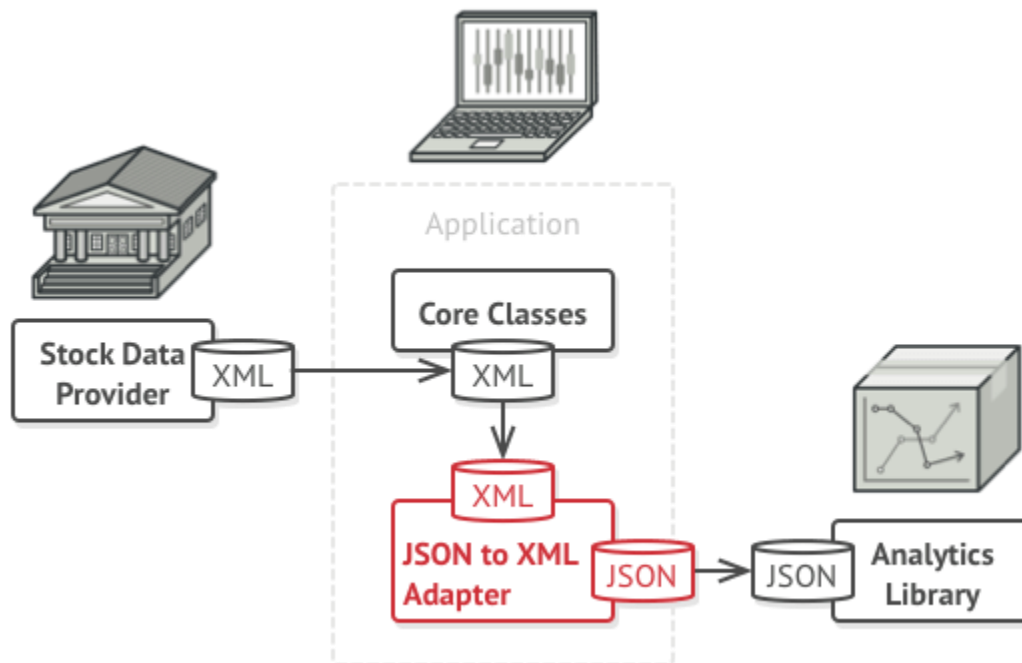 Application
Core Classes
Stock Data
Provider
XML
XML
XML
JSON to XML
Adapter
JSON
JSON
Analytics
Library